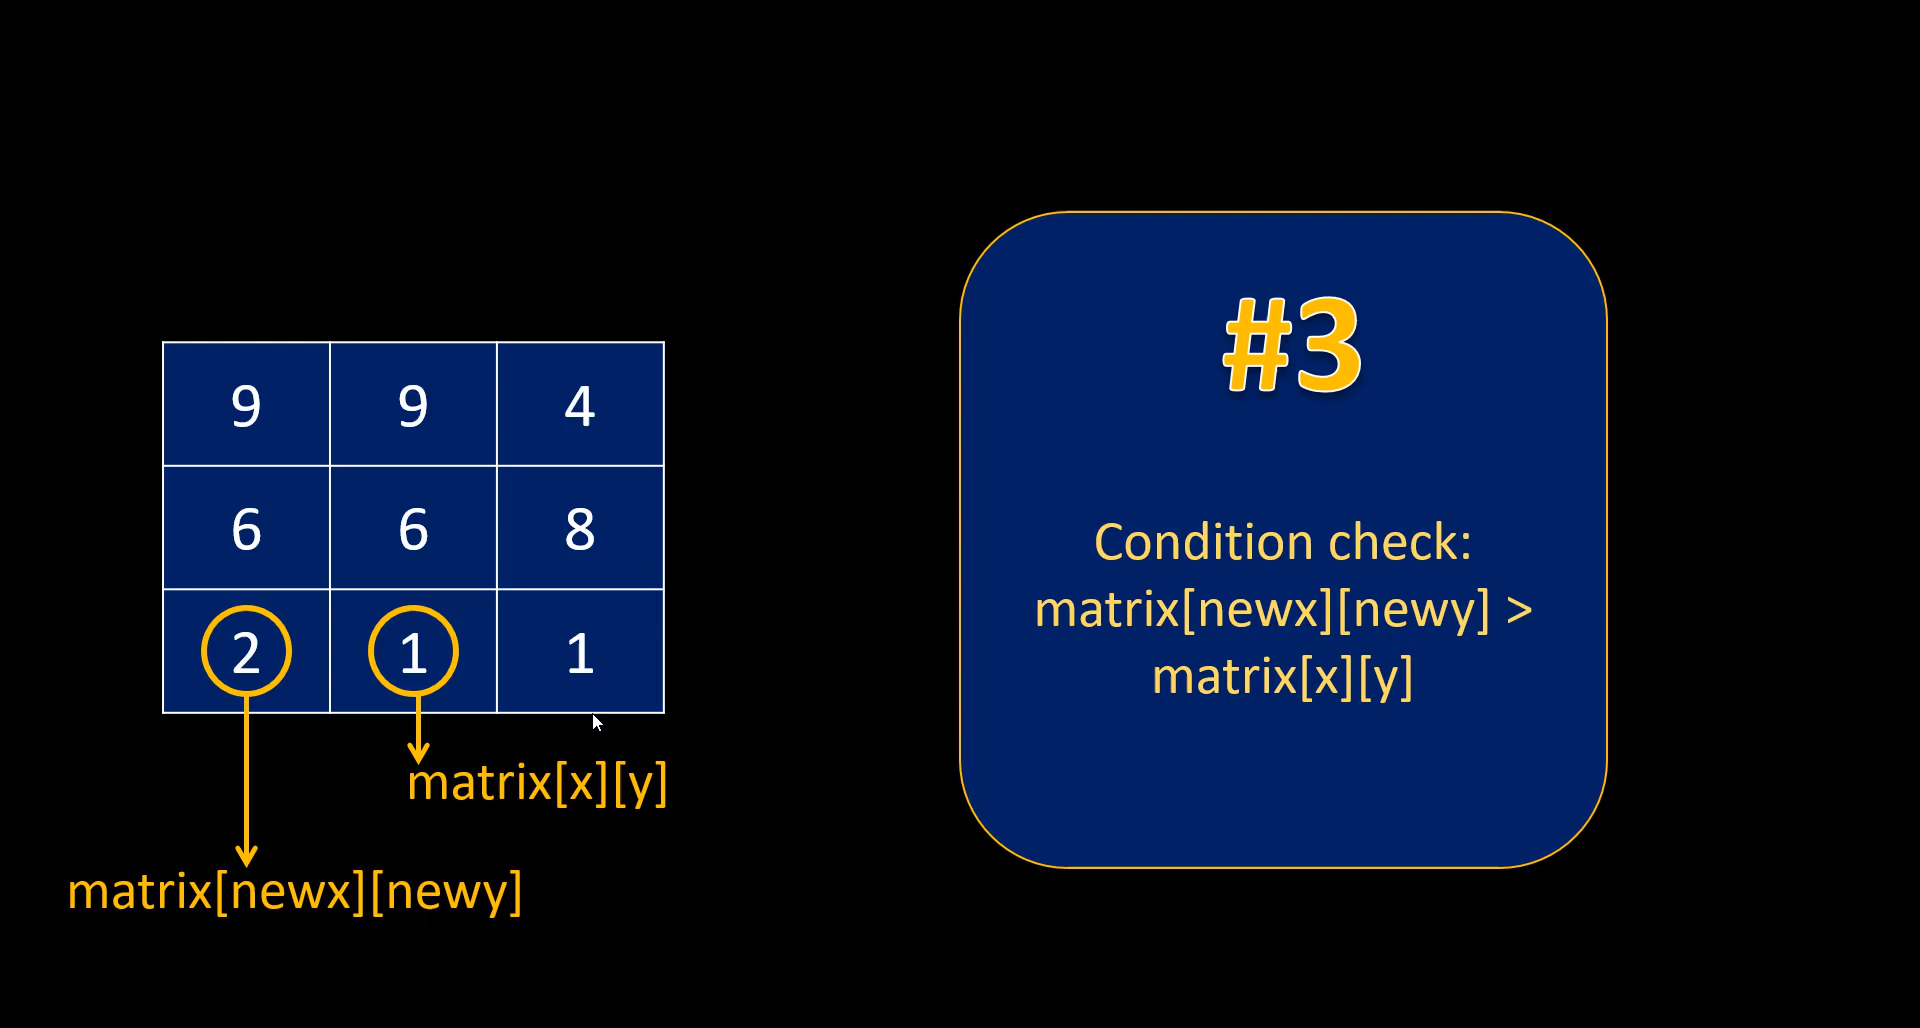 9 9 4
6 6 8
2 1 1
matrix[x][y]
matrix[newx][newy]
#3
Condition check:
matrix[newx][newy] >
matrix[x][y]